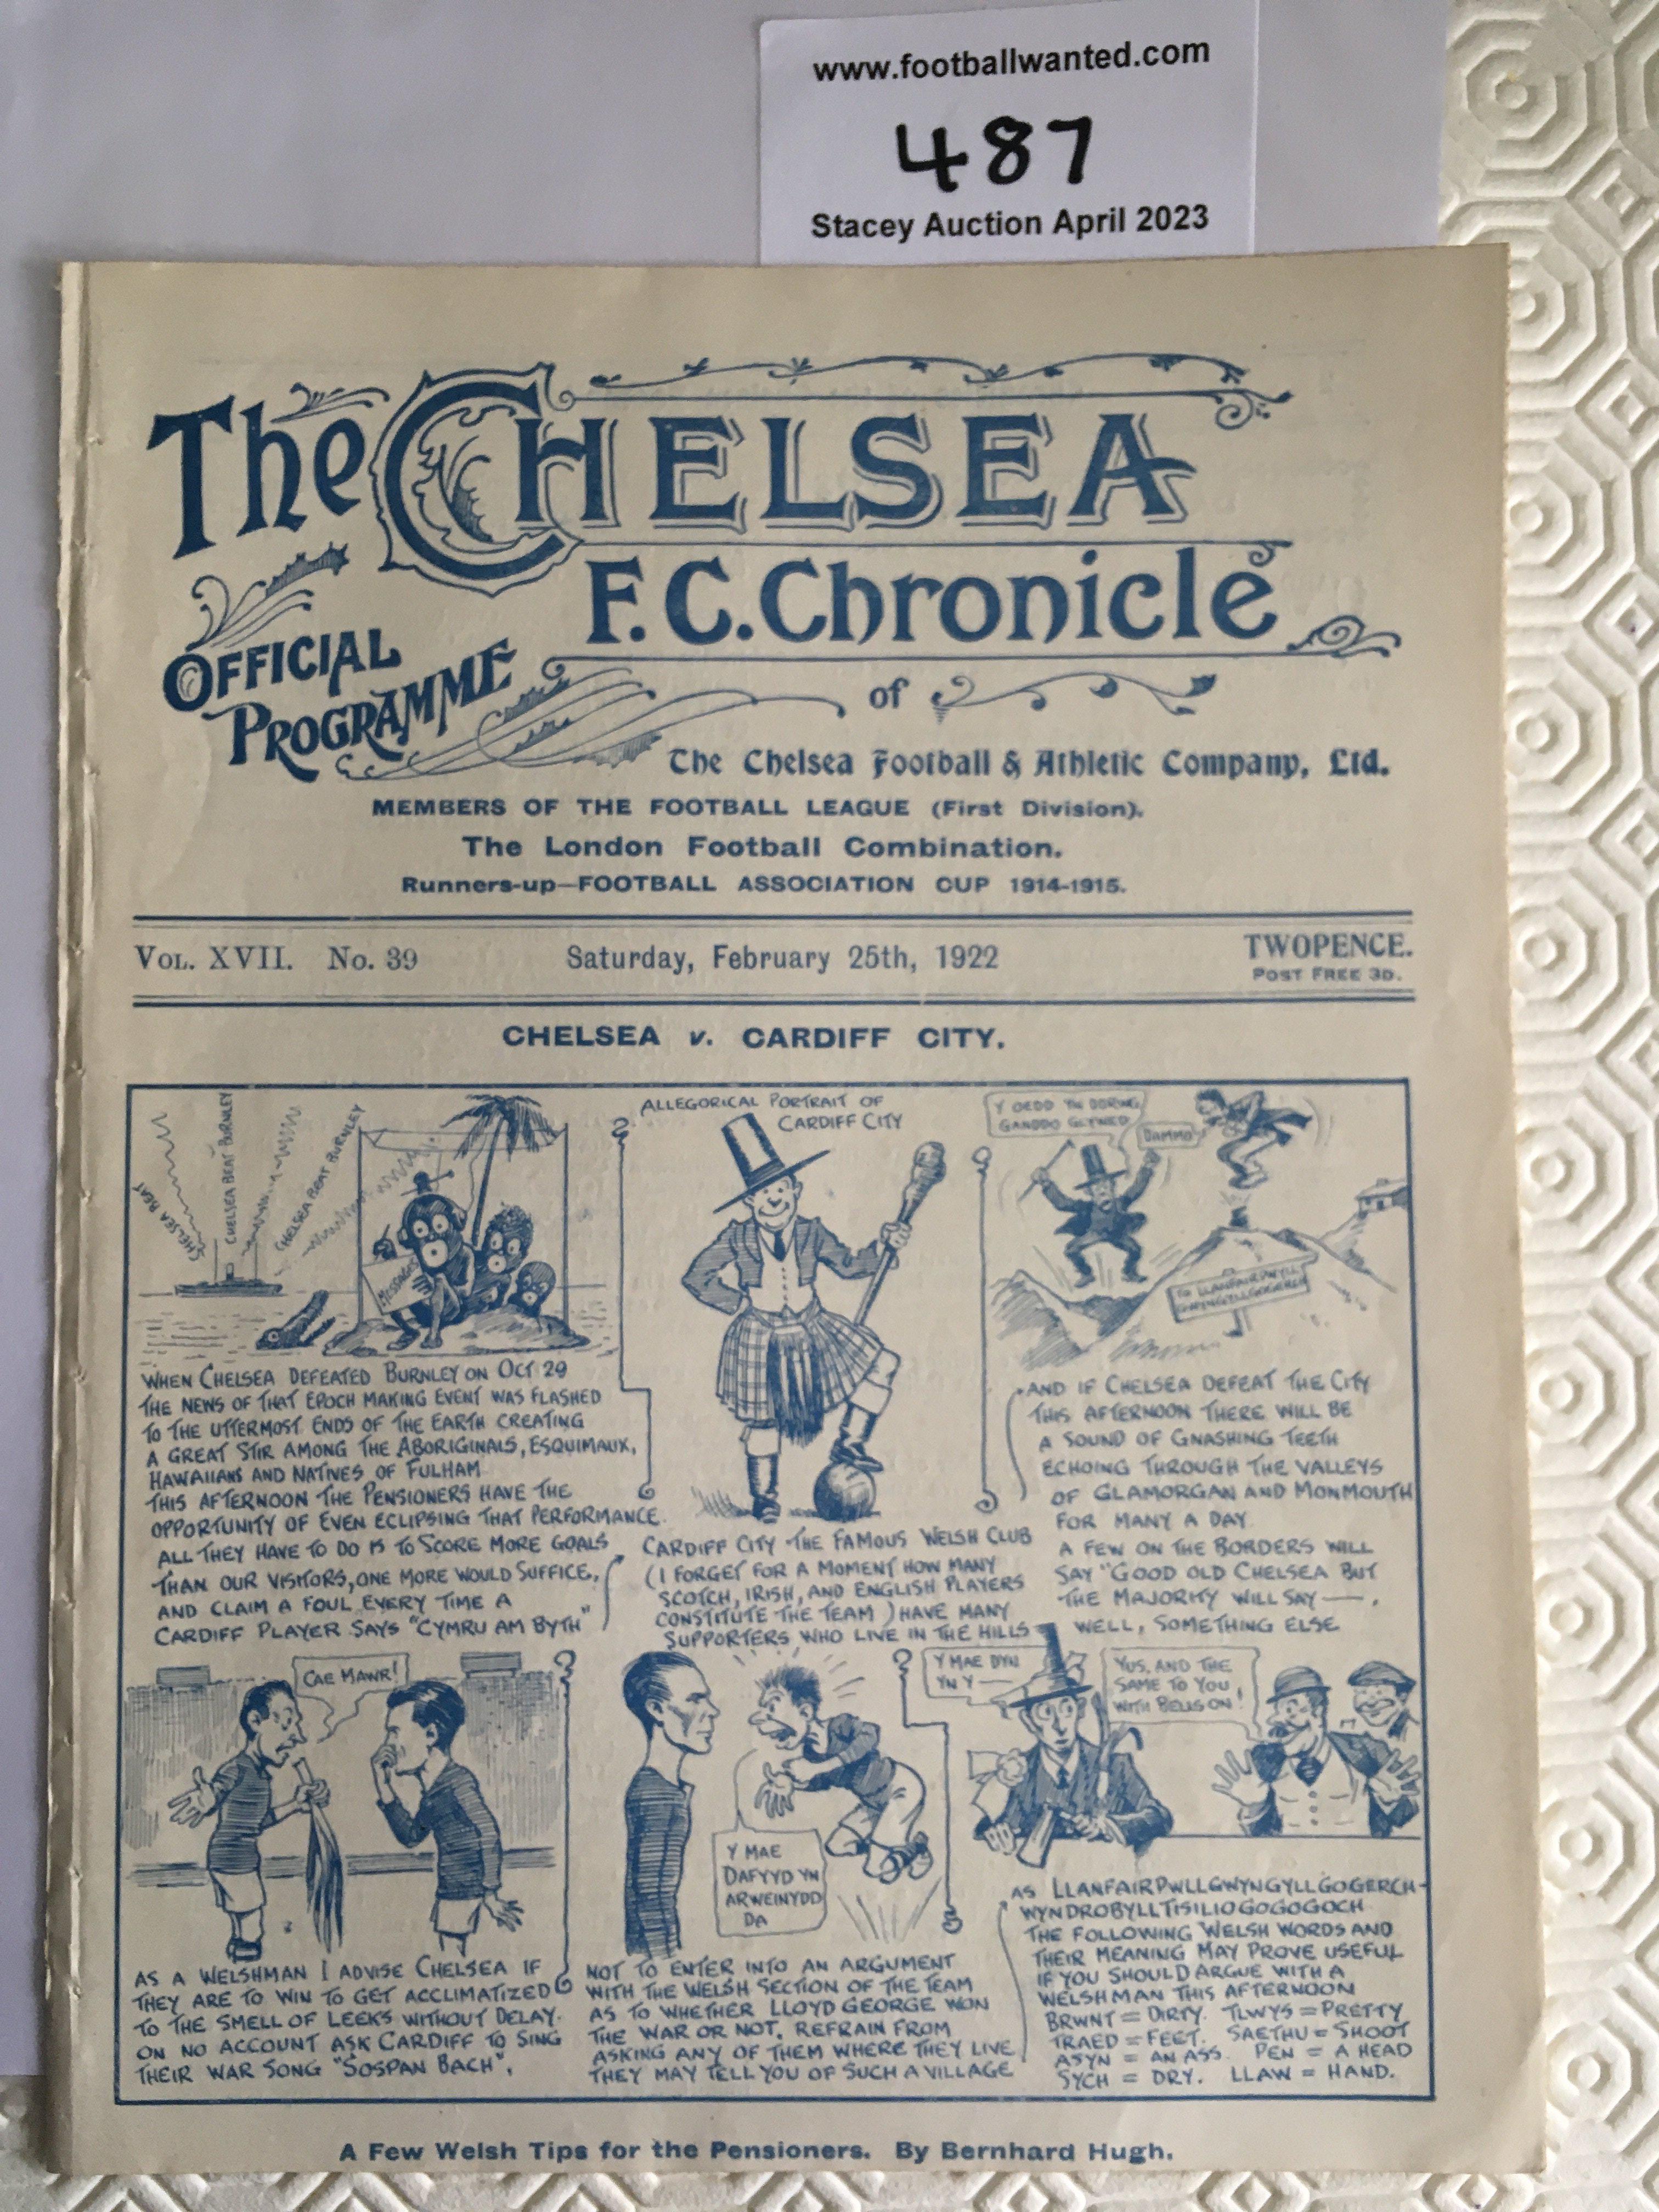 www.footballwanted.com
487
Stacey Auction April 2023
The CHELSEA
F.C. Chronicle
OFFICIAL
PROGRAMME
of
The Chelsea Football & Athletic Company, Ltd.
MEMBERS OF THE FOOTBALL LEAGUE (First Division).
The London Football Combination.
Runners-up—FOOTBALL ASSOCIATION CUP 1914-1915.
VOL. XVII. No. 39
Saturday, February 25th, 1922
TWOPENCE.
POST FREE 3D.
CHELSEA v. CARDIFF CITY.
CHELSEA BEAT
CHELSEA BEAT BURNLEY
CHELSEA BEAT BURNLEY
MESSAGES
WHEN CHELSEA DEFEATED BURNLEY ON OCT 29
THE NEWS OF THAT EPOCH MAKING EVENT WAS FLASHED
TO THE UTTERMOST ENDS OF THE EARTH CREATING
A GREAT STIR AMONG THE ABORIGINALS, ESQUIMAUX,
HAWAIIANS AND NATIVES OF FULHAM
THIS AFTERNOON THE PENSIONERS HAVE THE
OPPORTUNITY OF EVEN ECLIPSING THAT PERFORMANCE.
ALL THEY HAVE TO DO IS TO SCORE MORE GOALS
THAN OUR VISITORS, ONE MORE WOULD SUFFICE,
AND CLAIM A FOUL EVERY TIME A
CARDIFF PLAYER SAYS "CYMRU AM BYTH"
ALLEGORICAL PORTRAIT OF
CARDIFF CITY
CARDIFF CITY THE FAMOUS WELSH CLUB
(I FORGET FOR A MOMENT HOW MANY
SCOTCH, IRISH, AND ENGLISH PLAYERS
CONSTITUTE THE TEAM) HAVE MANY
SUPPORTERS WHO LIVE IN THE HILLS
Y OEDD YN
DAMMO
TO
AND IF CHELSEA DEFEAT THE CITY
THIS AFTERNOON THERE WILL BE
A SOUND OF GNASHING TEETH
ECHOING THROUGH THE VALLEYS
OF GLAMORGAN AND MONMOUTH
FOR MANY A DAY
A FEW ON THE BORDERS WILL
SAY "GOOD OLD CHELSEA BUT
THE MAJORITY WILL SAY —.
WELL, SOMETHING ELSE
CAE MAWR!
AS A WELSHMAN I ADVISE CHELSEA IF
THEY ARE TO WIN TO GET ACCLIMATIZED
TO THE SMELL OF LEEKS WITHOUT DELAY.
ON NO ACCOUNT ASK CARDIFF TO SING
THEIR WAR SONG "SOSPAN BACH".
Y MAE
DAFYYD YN
ARWEINYDD
DA
NOT TO ENTER INTO AN ARGUMENT
WITH THE WELSH SECTION OF THE TEAM
AS TO WHETHER LLOYD GEORGE WON
THE WAR OR NOT. REFRAIN FROM
ASKING ANY OF THEM WHERE THEY LIVE
THEY MAY TELL YOU OF SUCH A VILLAGE
Y MAE DYN
YN Y —
YUS, AND THE
SAME TO YOU,
WITH BELLS ON!
AS LLANFAIRPWLLGWYNGYLLGOGERCH-
WYNDROBYLLTISILIOGOGOGOCH
THE FOLLOWING WELSH WORDS AND
THEIR MEANING MAY PROVE USEFUL
IF YOU SHOULD ARGUE WITH A
WELSHMAN THIS AFTERNOON
BRWNT = DIRTY. TLWYS = PRETTY
TRAED = FEET. SAETHU = SHOOT
ASYN = AN ASS. PEN = A HEAD
SYCH = DRY. LLAW = HAND.
A Few Welsh Tips for the Pensioners. By Bernhard Hugh.